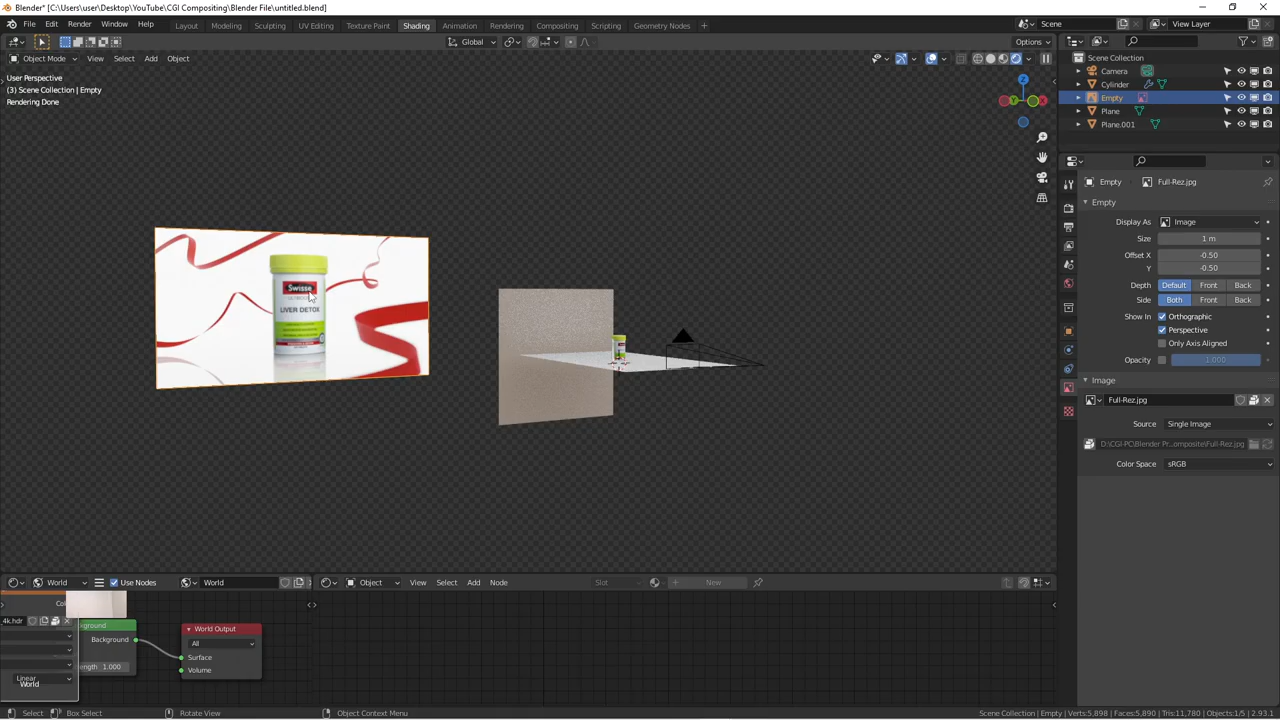 Blender* [C:\Users\user\Desktop\YouTube\CGI Compositing\Blender File\untitled.blend]
File Edit Render Window Help Layout Modeling Sculpting UV Editing Texture Paint Shading Animation Rendering Compositing Scripting Geometry Nodes + Scene View Layer
Global Options
Object Mode View Select Add Object
User Perspective
(3) Scene Collection | Empty
Rendering Done
Scene Collection
Camera
Cylinder
Empty
Plane
Plane.001
Z
Y X
Empty Full-Rez.jpg
Empty
Display As Image
Size 1 m
Offset X -0.50
Y -0.50
Depth Default Front Back
Side Both Front Back
Show In Orthographic
Perspective
Only Axis Aligned
Opacity 1.000
Image
Full-Rez.jpg
Source Single Image
D:\CGI-PC\Blender Pr...omposite\Full-Rez.jpg
Color Space sRGB
Swisse
LIVER DETOX
World Use Nodes World
Object View Select Add Node Slot New
4k.hdr
Background
World Output
All
Surface
Volume
1.000
Linear
World
Select Box Select Rotate View Object Context Menu
Scene Collection | Empty | Verts:5,898 | Faces:5,890 | Tris:11,780 | Objects:1/5 | 2.93.1